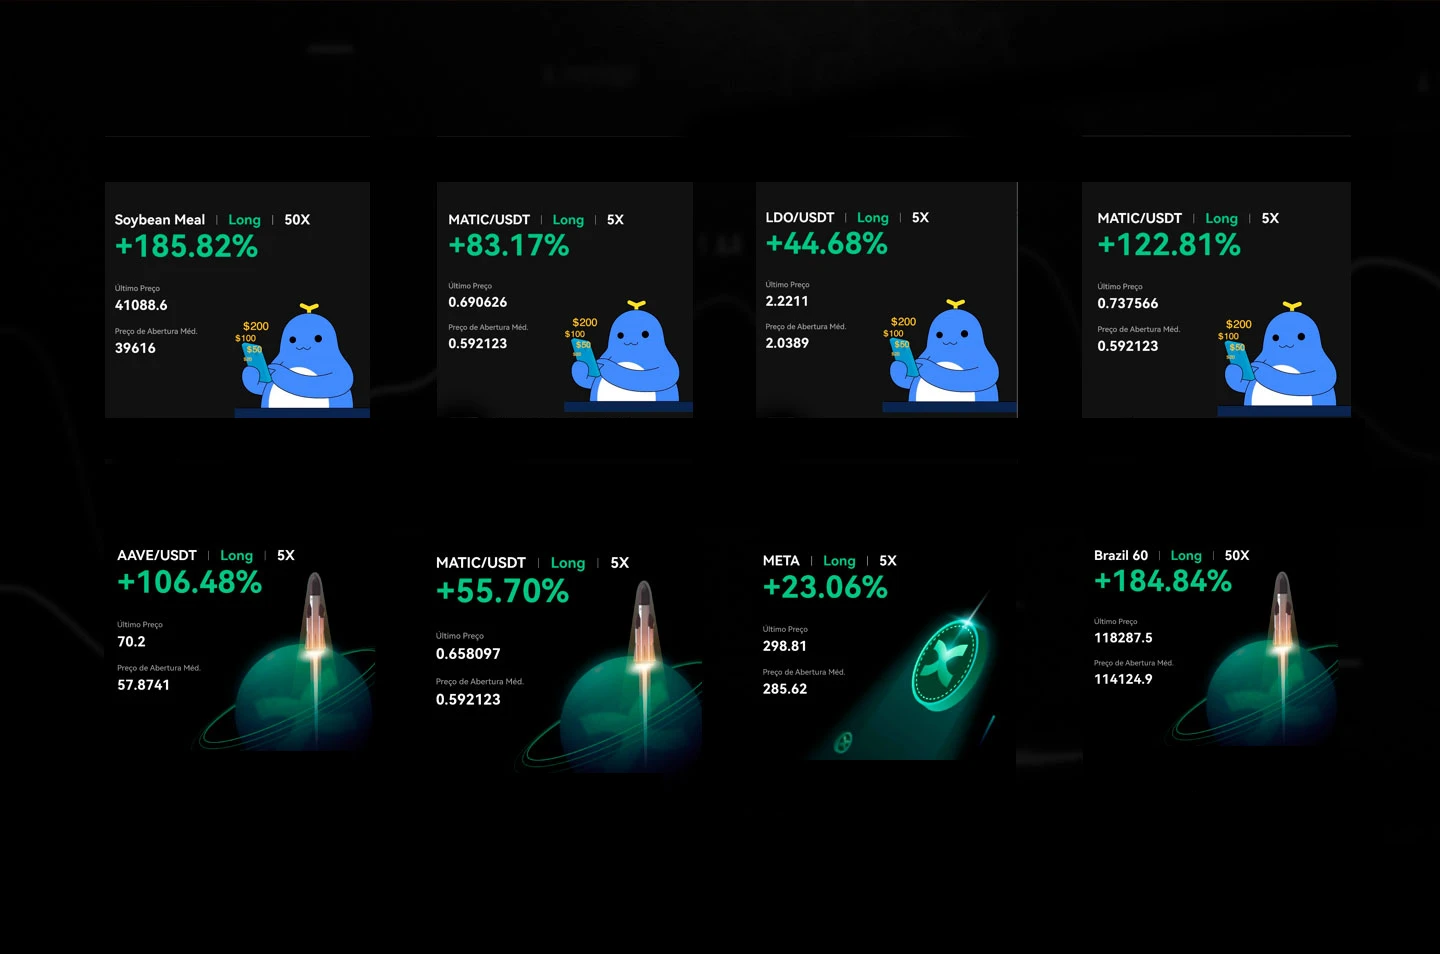 Soybean Meal | Long | 50X
+185.82%
Último Preço
41088.6
Preço de Abertura Méd.
39616
$200
$100
$50
MATIC/USDT | Long | 5X
+83.17%
Último Preço
0.690626
Preço de Abertura Méd.
0.592123
$200
$100
$50
LDO/USDT | Long | 5X
+44.68%
Último Preço
2.2211
Preço de Abertura Méd.
2.0389
$200
$100
$50
MATIC/USDT | Long | 5X
+122.81%
Último Preço
0.737566
Preço de Abertura Méd.
0.592123
$200
$100
$50
AAVE/USDT | Long | 5X
+106.48%
Último Preço
70.2
Preço de Abertura Méd.
57.8741
MATIC/USDT | Long | 5X
+55.70%
Último Preço
0.658097
Preço de Abertura Méd.
0.592123
META | Long | 5X
+23.06%
Último Preço
298.81
Preço de Abertura Méd.
285.62
Brazil 60 | Long | 50X
+184.84%
Último Preço
118287.5
Preço de Abertura Méd.
114124.9